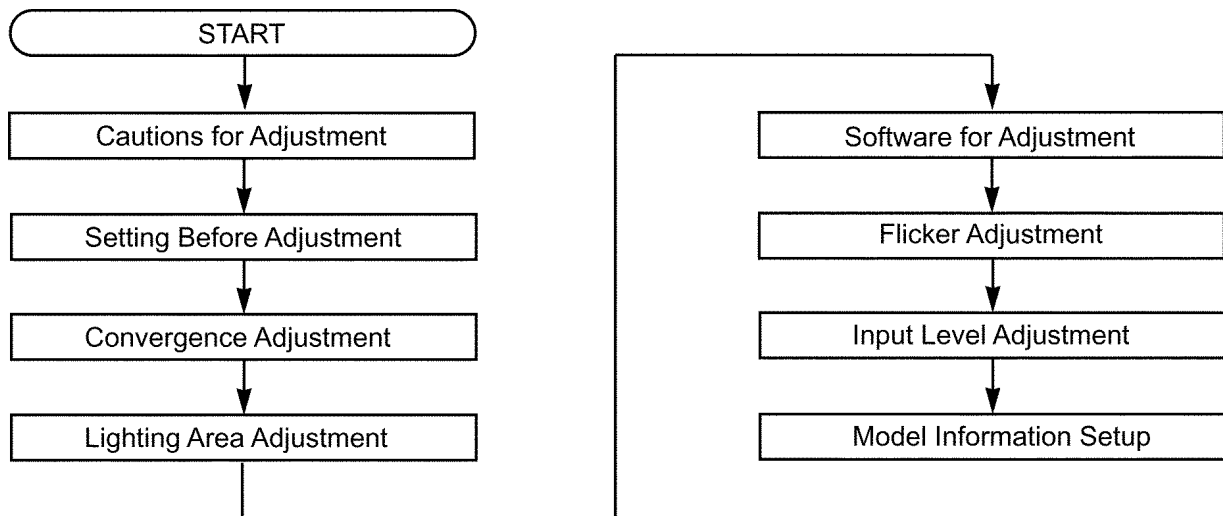 START
Cautions for Adjustment
Setting Before Adjustment
Convergence Adjustment
Lighting Area Adjustment
Software for Adjustment
Flicker Adjustment
Input Level Adjustment
Model Information Setup